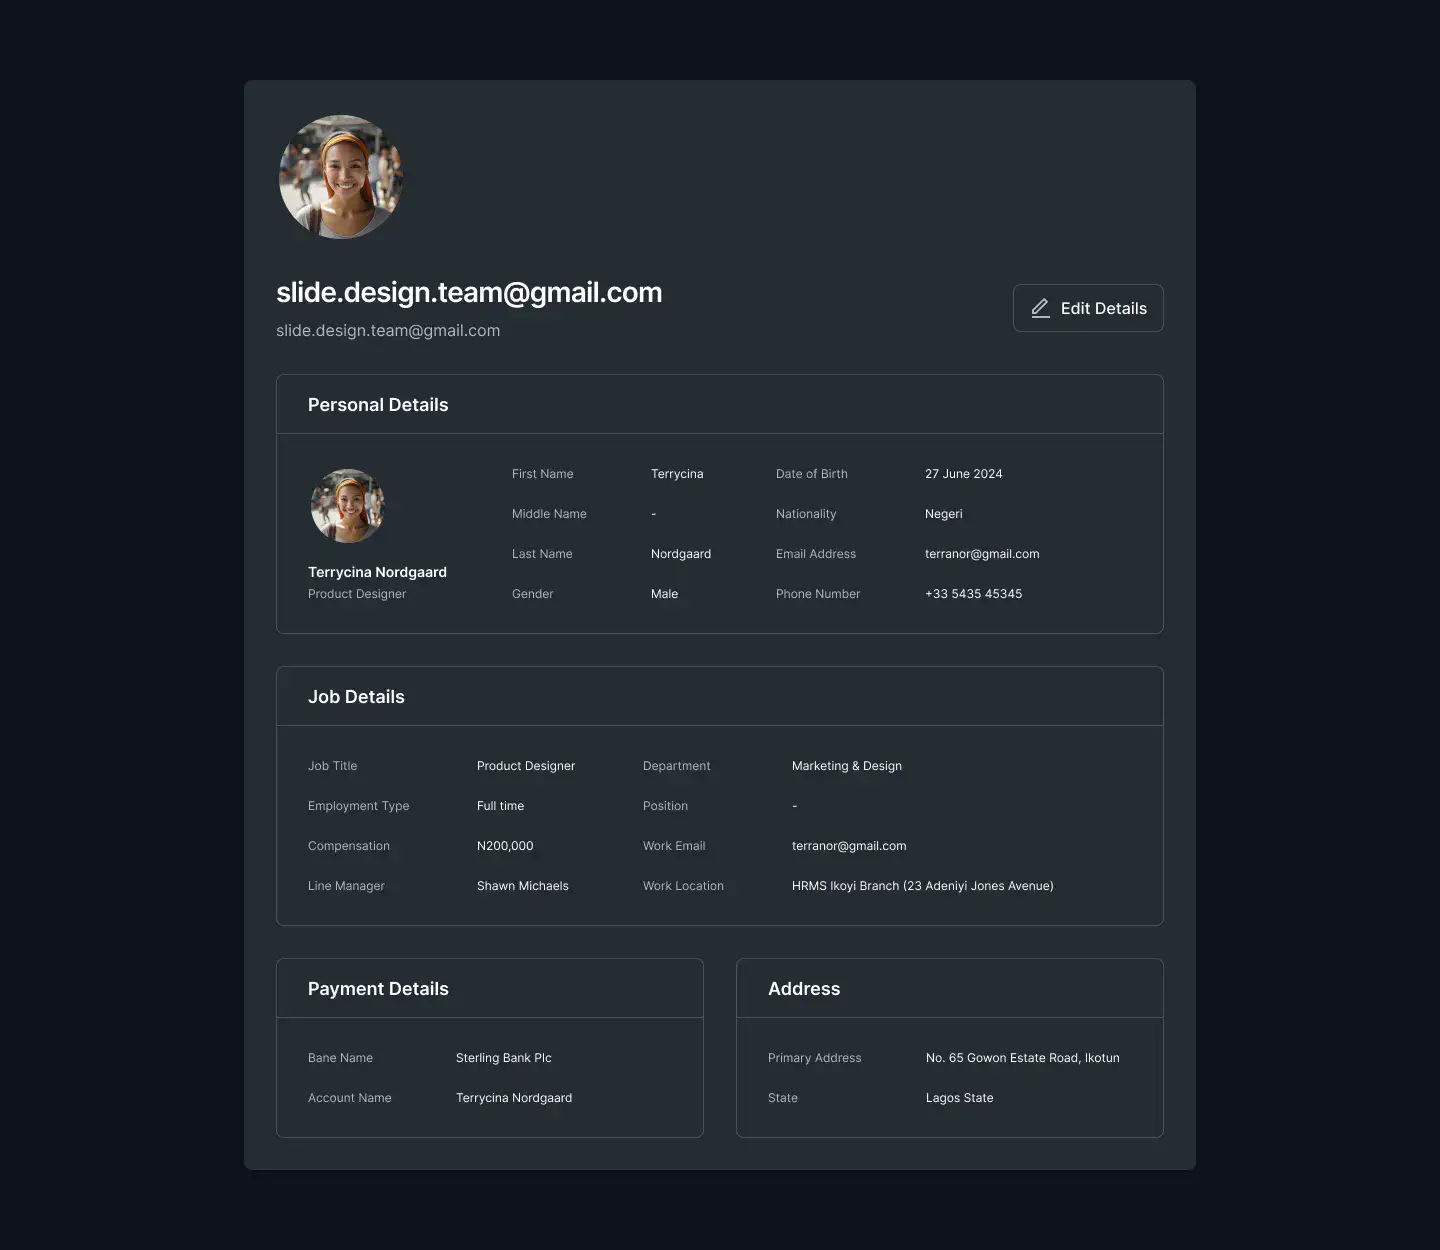 slide.design.team@gmail.com
slide.design.team@gmail.com
Edit Details
Personal Details
Terrycina Nordgaard
Product Designer
First Name Terrycina Date of Birth 27 June 2024
Middle Name - Nationality Negeri
Last Name Nordgaard Email Address terranor@gmail.com
Gender Male Phone Number +33 5435 45345
Job Details
Job Title Product Designer Department Marketing & Design
Employment Type Full time Position -
Compensation N200,000 Work Email terranor@gmail.com
Line Manager Shawn Michaels Work Location HRMS Ikoyi Branch (23 Adeniyi Jones Avenue)
Payment Details
Bane Name Sterling Bank Plc
Account Name Terrycina Nordgaard
Address
Primary Address No. 65 Gowon Estate Road, Ikotun
State Lagos State